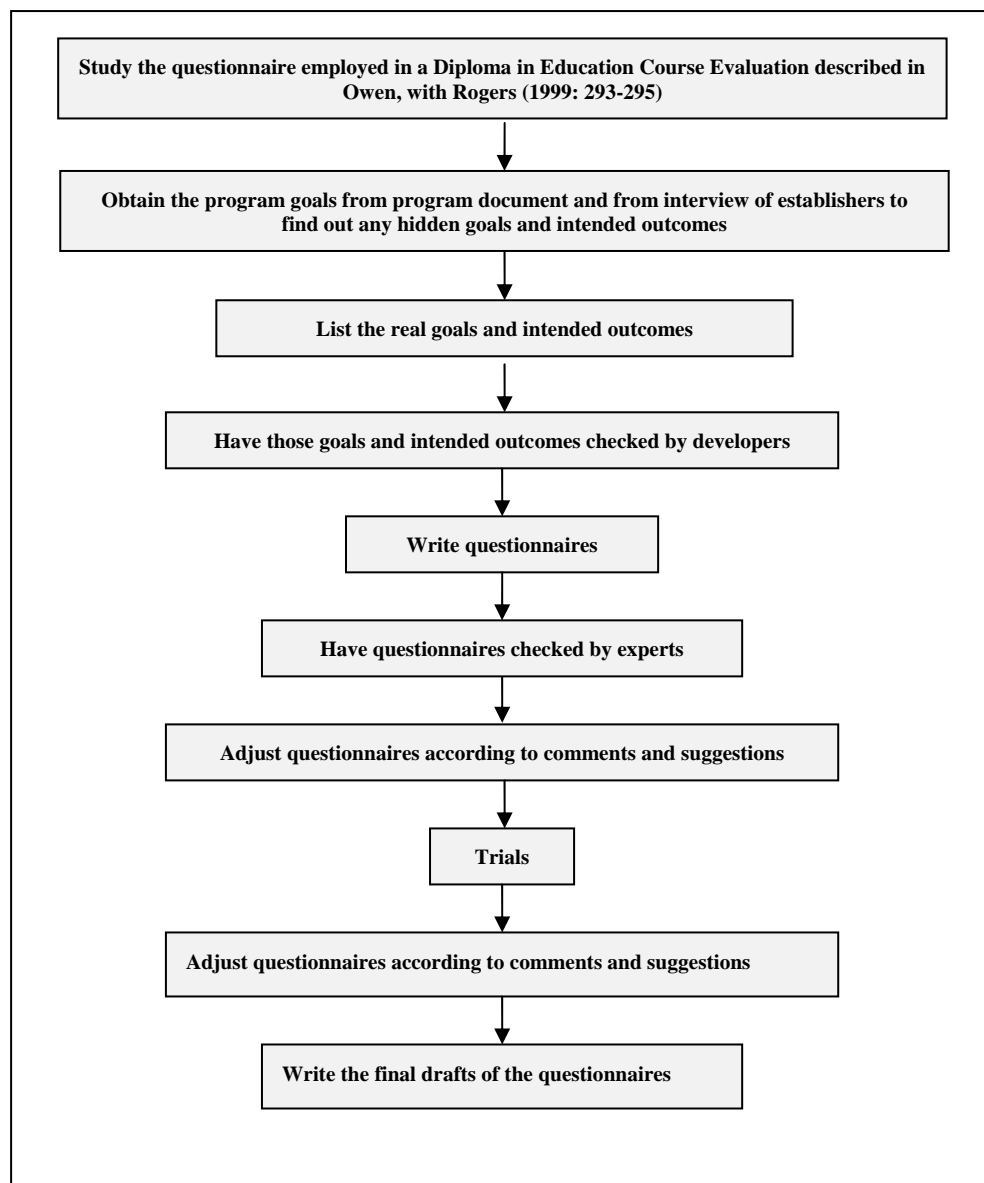 Study the questionnaire employed in a Diploma in Education Course Evaluation described in
Owen, with Rogers (1999: 293-295)
Obtain the program goals from program document and from interview of establishers to
find out any hidden goals and intended outcomes
List the real goals and intended outcomes
Have those goals and intended outcomes checked by developers
Write questionnaires
Have questionnaires checked by experts
Adjust questionnaires according to comments and suggestions
Trials
Adjust questionnaires according to comments and suggestions
Write the final drafts of the questionnaires